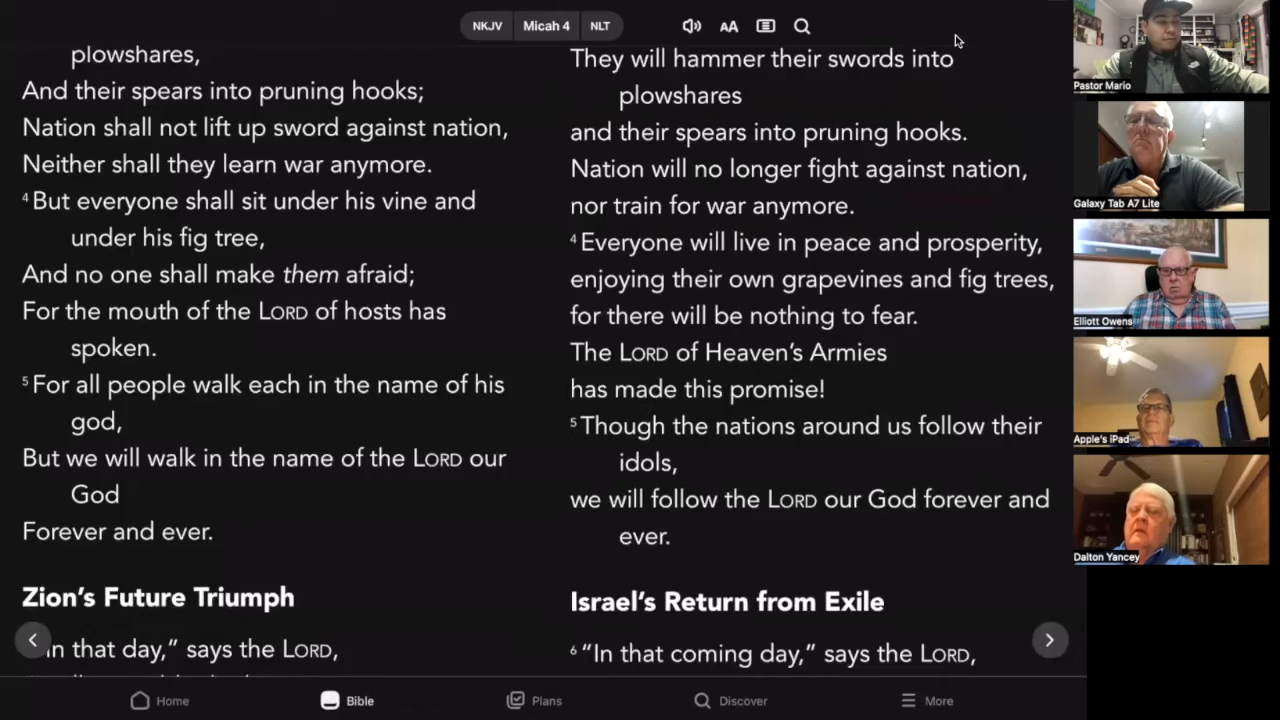 NKJV Micah 4 NLT
AA
plowshares,
And their spears into pruning hooks;
Nation shall not lift up sword against nation,
Neither shall they learn war anymore.
4 But everyone shall sit under his vine and
under his fig tree,
And no one shall make them afraid;
For the mouth of the LORD of hosts has
spoken.
5 For all people walk each in the name of his
god,
But we will walk in the name of the LORD our
God
Forever and ever.
Zion’s Future Triumph
In that day,” says the LORD,
They will hammer their swords into
plowshares
and their spears into pruning hooks.
Nation will no longer fight against nation,
nor train for war anymore.
4 Everyone will live in peace and prosperity,
enjoying their own grapevines and fig trees,
for there will be nothing to fear.
The LORD of Heaven’s Armies
has made this promise!
5 Though the nations around us follow their
idols,
we will follow the LORD our God forever and
ever.
Israel’s Return from Exile
6 “In that coming day,” says the LORD,
Home Bible Plans Discover More
Pastor Mario
Galaxy Tab A7 Lite
Elliott Owens
Apple's iPad
Dalton Yancey